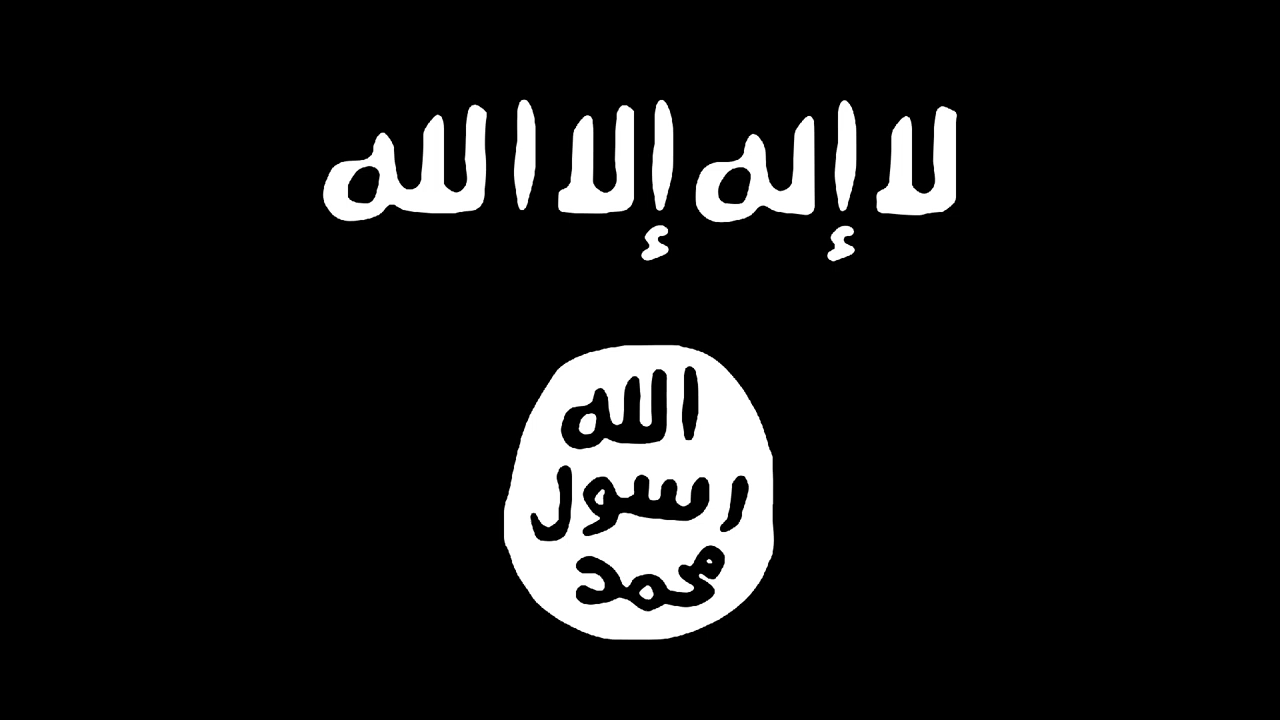 لا إله إلا الله
الله
رسول
محمد